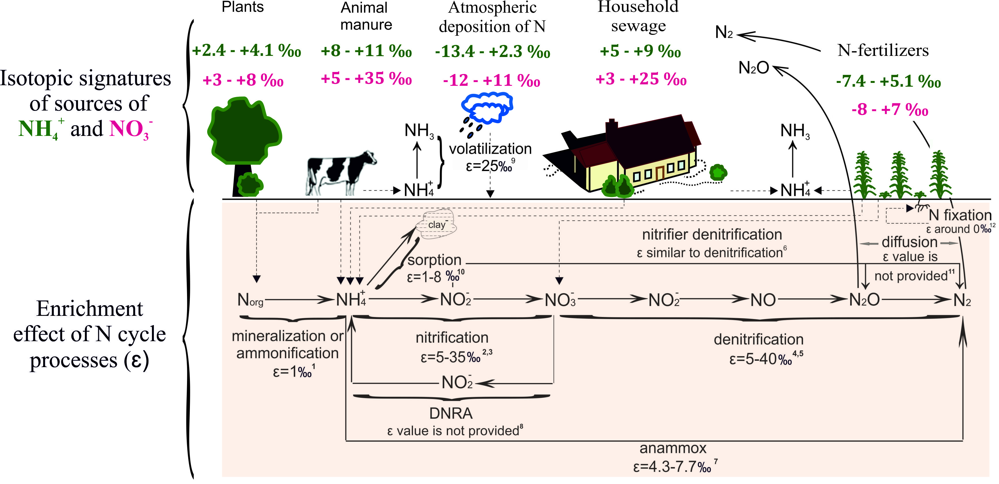 Plants
Animal
manure
Atmospheric
deposition of N
Household
sewage
N₂
N-fertilizers
+2.4 - +4.1 ‰
+8 - +11 ‰
-13.4 - +2.3 ‰
+5 - +9 ‰
N₂O
-7.4 - +5.1 ‰
+3 - +8 ‰
+5 - +35 ‰
-12 - +11 ‰
+3 - +25 ‰
-8 - +7 ‰
Isotopic signatures
of sources of
NH₄⁺ and NO₃⁻
NH₃
volatilization
ε=25‰⁹
NH₄⁺
NH₃
NH₄⁺
clay⁻
N fixation
ε around 0‰¹²
nitrifier denitrification
ε similar to denitrification⁶
diffusion
ε value is
not provided¹¹
sorption
ε=1-8 ‰¹⁰
Norg
NH₄⁺
NO₂⁻
NO₃⁻
NO₂⁻
NO
N₂O
N₂
Enrichment
effect of N cycle
processes (ε)
mineralization or
ammonification
ε=1‰¹
nitrification
ε=5-35‰²,³
denitrification
ε=5-40‰⁴,⁵
NO₂⁻
DNRA
ε value is not provided⁸
anammox
ε=4.3-7.7‰⁷